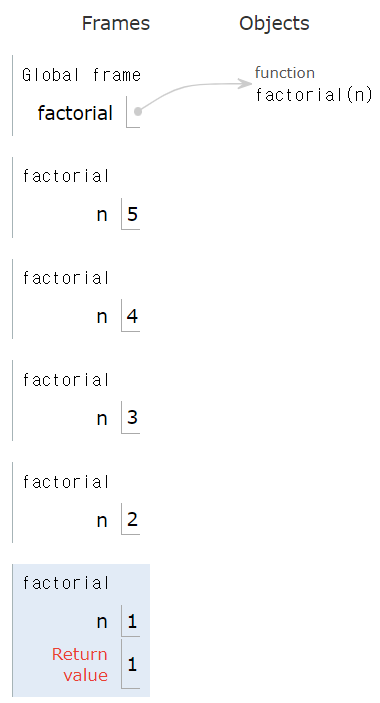 Frames Objects
Global frame
factorial
function
factorial(n)
factorial
n 5
factorial
n 4
factorial
n 3
factorial
n 2
factorial
n 1
Return
value 1